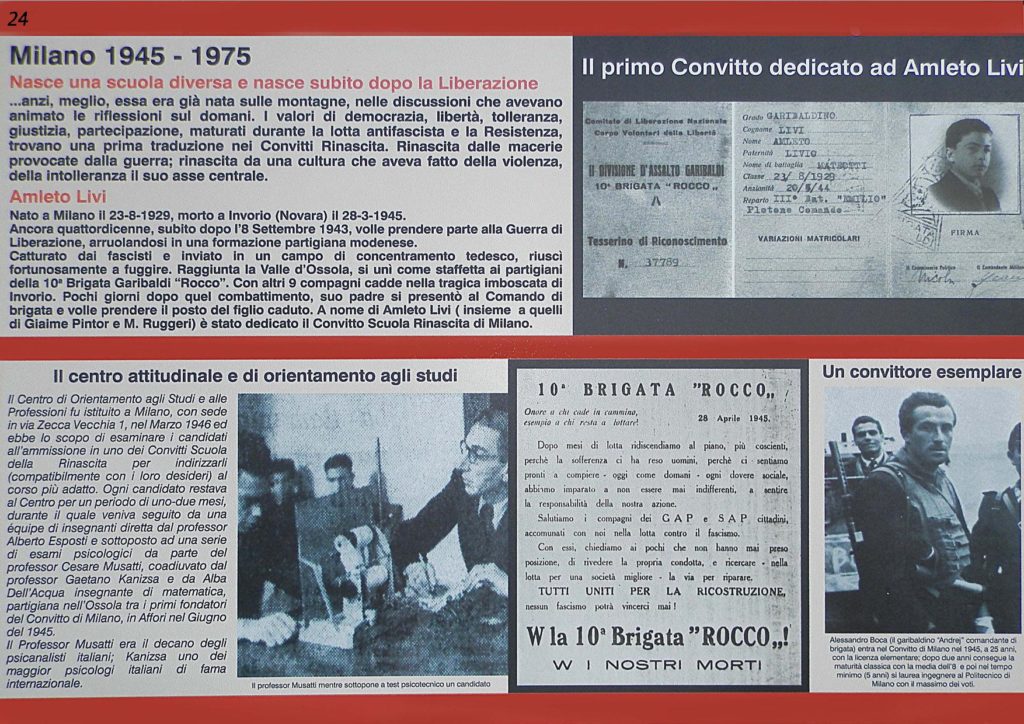 24
Milano 1945 - 1975
Nasce una scuola diversa e nasce subito dopo la Liberazione
...anzi, meglio, essa era già nata sulle montagne, nelle discussioni che avevano
animato le riflessioni sul domani. I valori di democrazia, libertà, tolleranza,
giustizia, partecipazione, maturati durante la lotta antifascista e la Resistenza,
trovano una prima traduzione nei Convitti Rinascita. Rinascita dalle macerie
provocate dalla guerra; rinascita da una cultura che aveva fatto della violenza,
della intolleranza il suo asse centrale.
Amleto Livi
Nato a Milano il 23-8-1929, morto a Invorio (Novara) il 28-3-1945.
Ancora quattordicenne, subito dopo l'8 Settembre 1943, volle prendere parte alla Guerra di
Liberazione, arruolandosi in una formazione partigiana modenese.
Catturato dai fascisti e inviato in un campo di concentramento tedesco, riuscì
fortunosamente a fuggire. Raggiunta la Valle d'Ossola, si unì come staffetta ai partigiani
della 10ª Brigata Garibaldi "Rocco". Con altri 9 compagni cadde nella tragica imboscata di
Invorio. Pochi giorni dopo quel combattimento, suo padre si presentò al Comando di
brigata e volle prendere il posto del figlio caduto. A nome di Amleto Livi ( insieme a quelli
di Giaime Pintor e M. Ruggeri) è stato dedicato il Convitto Scuola Rinascita di Milano.
Il primo Convitto dedicato ad Amleto Livi
Comitato di Liberazione Nazionale
Corpo Volontari della Libertà
II DIVISIONE D'ASSALTO GARIBALDI
10ª BRIGATA "ROCCO„
Tesserino di Riconoscimento
N. 37789
Grado GARIBALDINO
Cognome LIVI
Nome AMLETO
Paternità LIVIO
Nome di battaglia MATEOTTI
Classe 23/ 8/1929
Anzianità 20/5/44
Reparto III° Bat. "EMILIO"
Plotone Comando
VARIAZIONI MATRICOLARI
FIRMA
Il Commissario Politico
Il Comandante Militare
Il centro attitudinale e di orientamento agli studi
Il Centro di Orientamento agli Studi e alle
Professioni fu istituito a Milano, con sede
in via Zecca Vecchia 1, nel Marzo 1946 ed
ebbe lo scopo di esaminare i candidati
all'ammissione in uno dei Convitti Scuola
della Rinascita per indirizzarli
(compatibilmente con i loro desideri) al
corso più adatto. Ogni candidato restava
al Centro per un periodo di uno-due mesi,
durante il quale veniva seguito da una
équipe di insegnanti diretta dal professor
Alberto Esposti e sottoposto ad una serie
di esami psicologici da parte del
professor Cesare Musatti, coadiuvato dal
professor Gaetano Kanizsa e da Alba
Dell'Acqua insegnante di matematica,
partigiana nell'Ossola tra i primi fondatori
del Convitto di Milano, in Affori nel Giugno
del 1945.
Il Professor Musatti era il decano degli
psicanalisti italiani; Kanizsa uno dei
maggior psicologi italiani di fama
internazionale.
Il professor Musatti mentre sottopone a test psicotecnico un candidato
10ª BRIGATA "ROCCO„
Onore a chi cade in cammino,
esempio a chi resta a lottare!
28 Aprile 1945.
Dopo mesi di lotta ridiscendiamo al piano, più coscienti,
perchè la sofferenza ci ha reso uomini, perchè ci sentiamo
pronti a compiere - oggi come domani - ogni dovere sociale,
abbiamo imparato a non essere mai indifferenti, a sentire
la responsabilità della nostra azione.
Salutiamo i compagni dei GAP e SAP cittadini,
accomunati con noi nella lotta contro il fascismo.
Con essi, chiediamo ai pochi che non hanno mai preso
posizione, di rivedere la propria condotta, e ricercare - nella
lotta per una società migliore - la via per riparare.
TUTTI UNITI PER LA RICOSTRUZIONE,
nessun fascismo potrà vincerci mai!
W la 10ª Brigata "ROCCO„!
W I NOSTRI MORTI
Un convittore esemplare
Alessandro Boca (il garibaldino "Andrej" comandante di
brigata) entra nel Convitto di Milano nel 1945, a 25 anni,
con la licenza elementare; dopo due anni consegue la
maturità classica con la media dell'8 e poi nel tempo
minimo (5 anni) si laurea ingegnere al Politecnico di
Milano con il massimo dei voti.